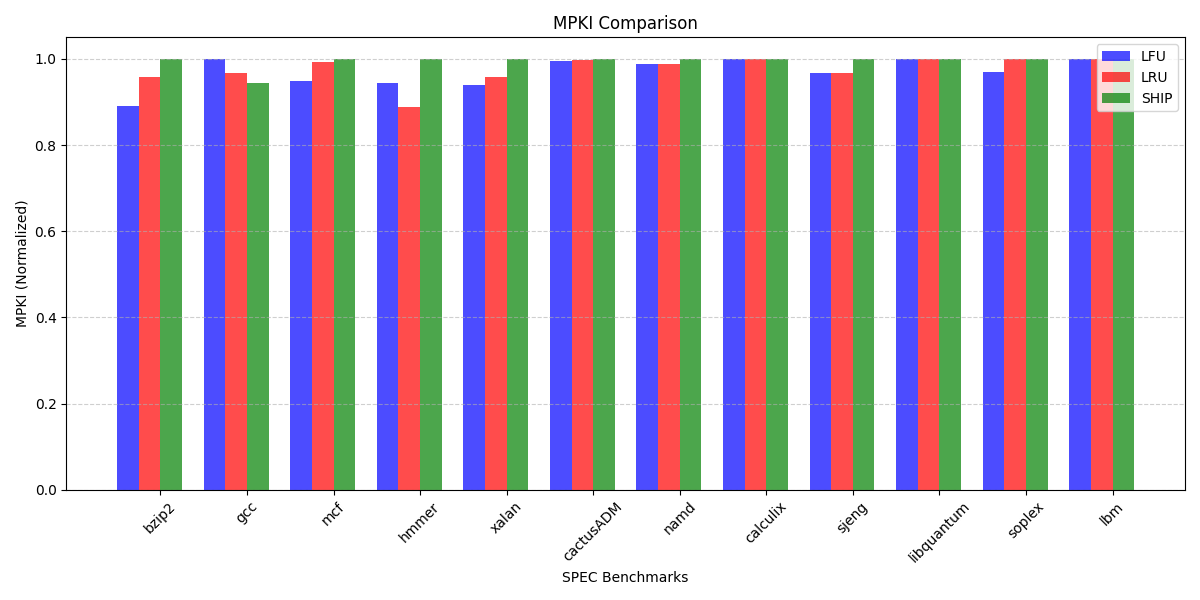 MPKI Comparison
LFU
LRU
SHIP
MPKI (Normalized)
1.0
0.8
0.6
0.4
0.2
0.0
bzip2
gcc
mcf
hmmer
xalan
cactusADM
namd
calculix
sjeng
libquantum
soplex
lbm
SPEC Benchmarks